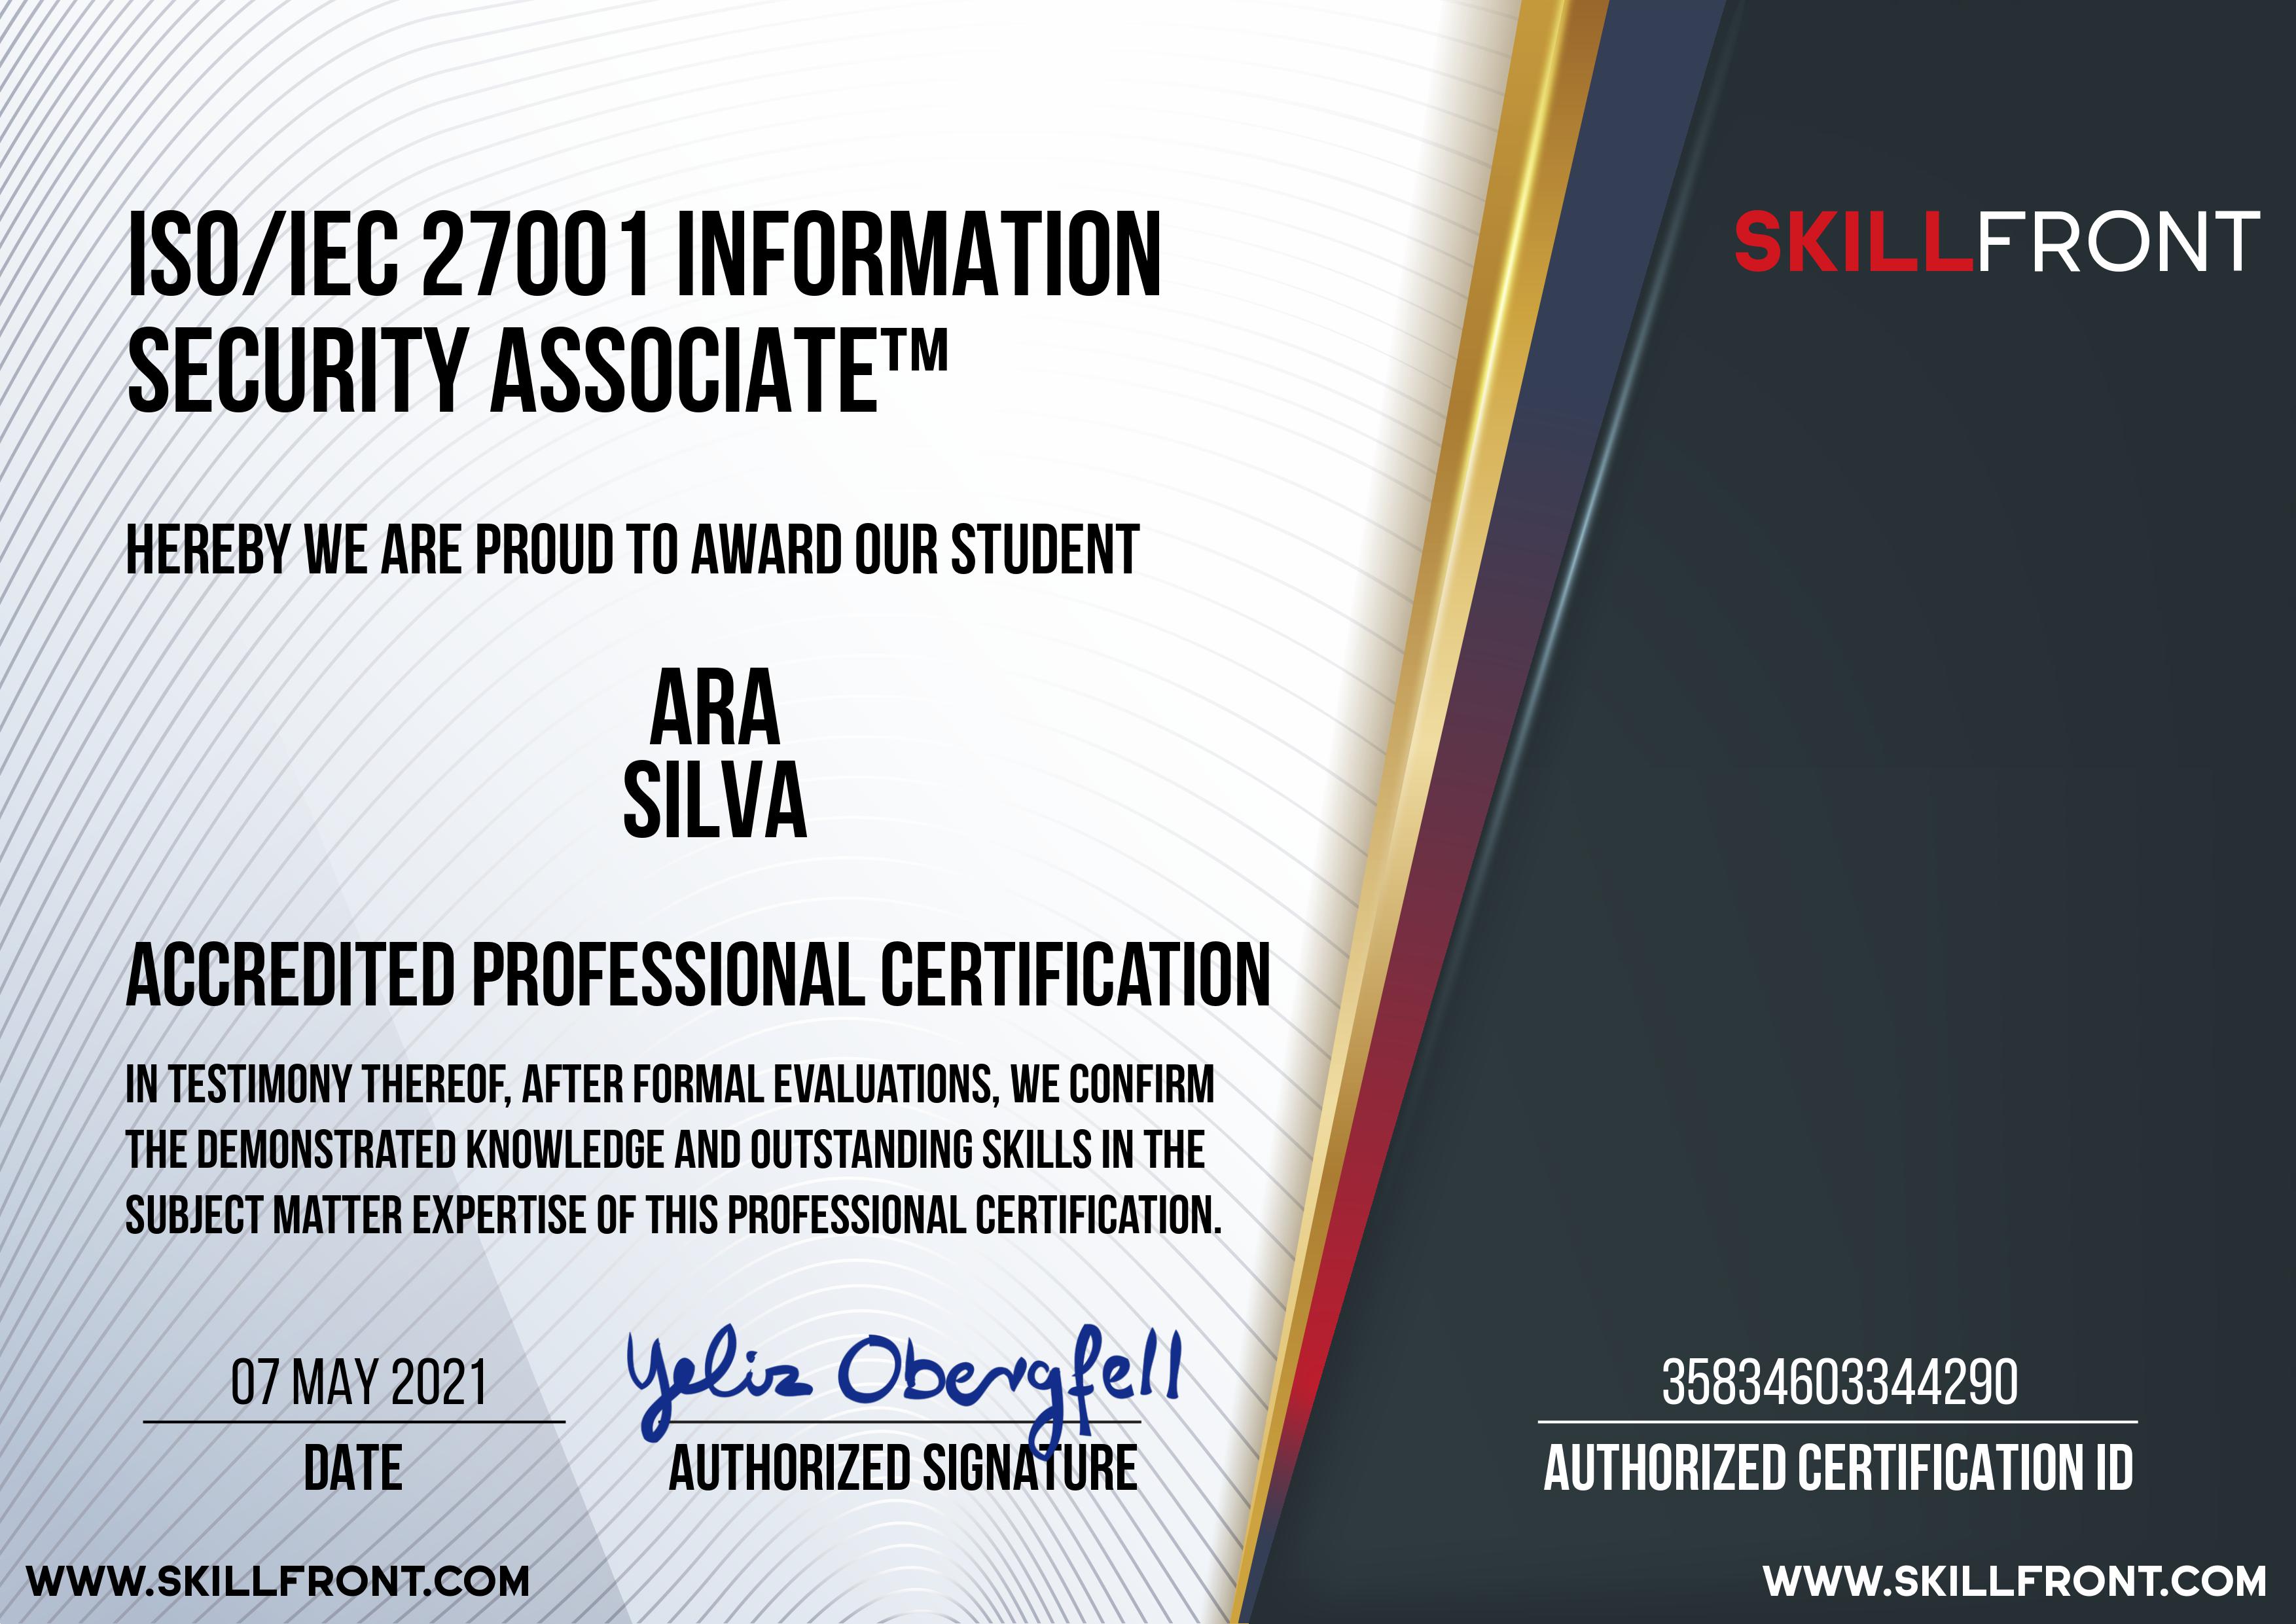 ISO/IEC 27001 INFORMATION
SECURITY ASSOCIATE™
SKILLFRONT
HEREBY WE ARE PROUD TO AWARD OUR STUDENT
ARA
SILVA
ACCREDITED PROFESSIONAL CERTIFICATION
IN TESTIMONY THEREOF, AFTER FORMAL EVALUATIONS, WE CONFIRM
THE DEMONSTRATED KNOWLEDGE AND OUTSTANDING SKILLS IN THE
SUBJECT MATTER EXPERTISE OF THIS PROFESSIONAL CERTIFICATION.
07 MAY 2021
DATE
Yeliz Obergfell
AUTHORIZED SIGNATURE
35834603344290
AUTHORIZED CERTIFICATION ID
WWW.SKILLFRONT.COM
WWW.SKILLFRONT.COM